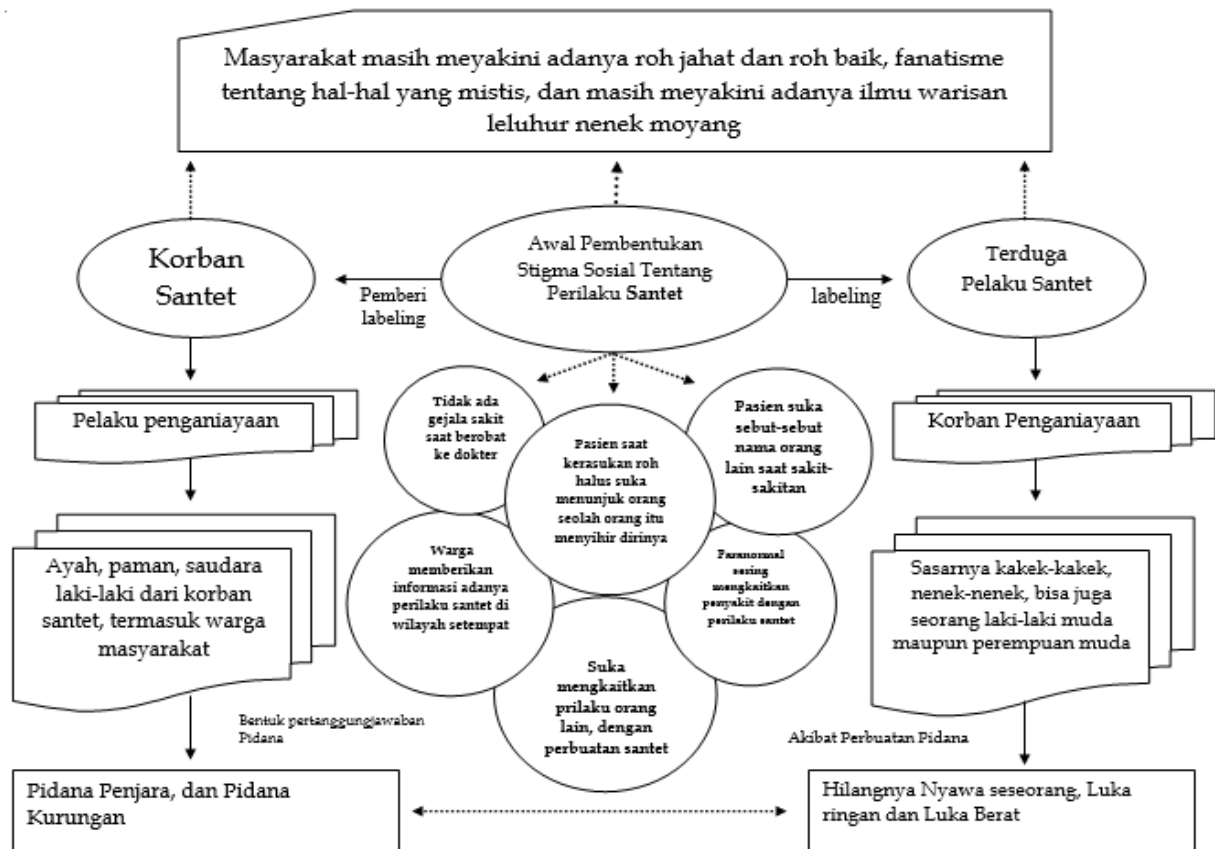 Masyarakat masih meyakini adanya roh jahat dan roh baik, fanatisme
tentang hal-hal yang mistis, dan masih meyakini adanya ilmu warisan
leluhur nenek moyang
Korban
Santet
Pemberi
labeling
Awal Pembentukan
Stigma Sosial Tentang
Perilaku Santet
labeling
Terduga
Pelaku Santet
Pelaku penganiayaan
Tidak ada
gejala sakit
saat berobat
ke dokter
Pasien saat
kerasukan roh
halus suka
menunjuk orang
seolah orang itu
menyihir dirinya
Pasien suka
sebut-sebut
nama orang
lain saat sakit-
sakitan
Korban Penganiayaan
Ayah, paman, saudara
laki-laki dari korban
santet, termasuk warga
masyarakat
Warga
memberikan
informasi adanya
perilaku santet di
wilayah setempat
Paranormal
sering
mengkaitkan
penyakit dengan
perilaku santet
Sasarnya kakek-kakek,
nenek-nenek, bisa juga
seorang laki-laki muda
maupun perempuan muda
Suka
mengkaitkan
prilaku orang
lain, dengan
perbuatan santet
Bentuk pertanggungjawaban
Pidana
Akibat Perbuatan Pidana
Pidana Penjara, dan Pidana
Kurungan
Hilangnya Nyawa seseorang, Luka
ringan dan Luka Berat